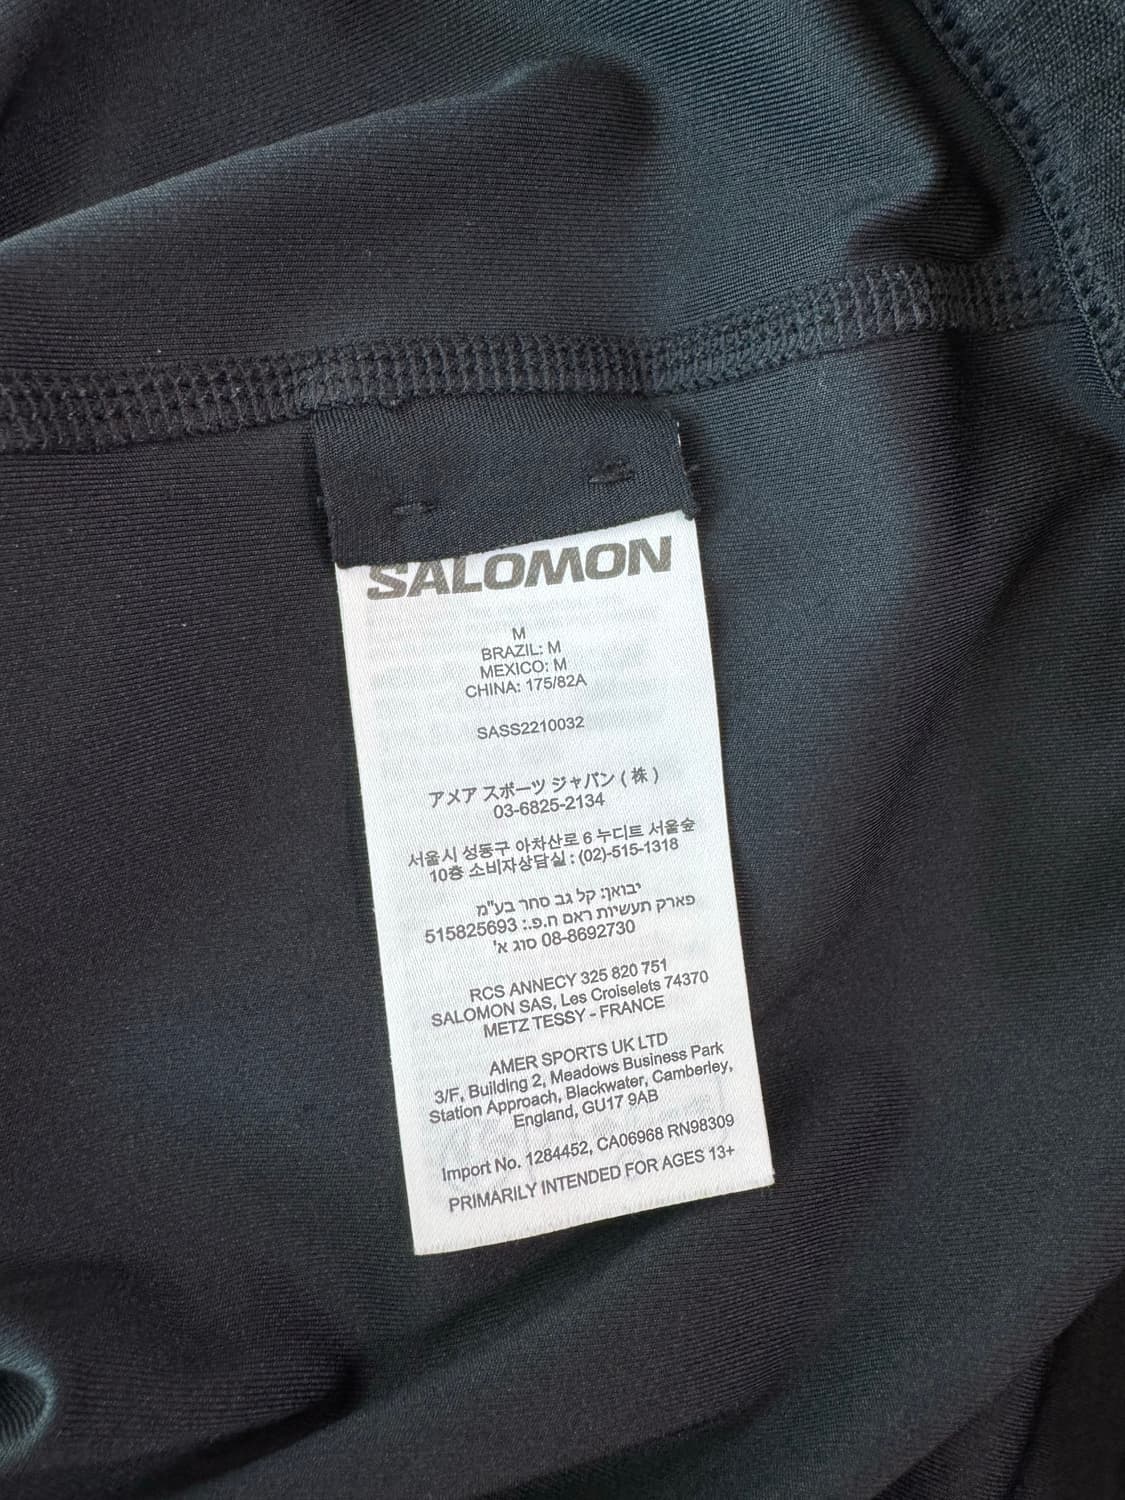 SALOMON
M
BRAZIL: M
MEXICO: M
CHINA: 175/82A
SASS2210032
アメア スポーツ ジャパン ( 株 )
03-6825-2134
서울시 성동구 아차산로 6 누디트 서울숲
10층 소비자상담실 : (02)-515-1318
יבואן: קל גב סחר בע"מ
פארק תעשיות ראם ח.פ.: 515825693
08-8692730 סוג א'
RCS ANNECY 325 820 751
SALOMON SAS, Les Croiselets 74370
METZ TESSY - FRANCE
AMER SPORTS UK LTD
3/F, Building 2, Meadows Business Park
Station Approach, Blackwater, Camberley,
England, GU17 9AB
Import No. 1284452, CA06968 RN98309
PRIMARILY INTENDED FOR AGES 13+